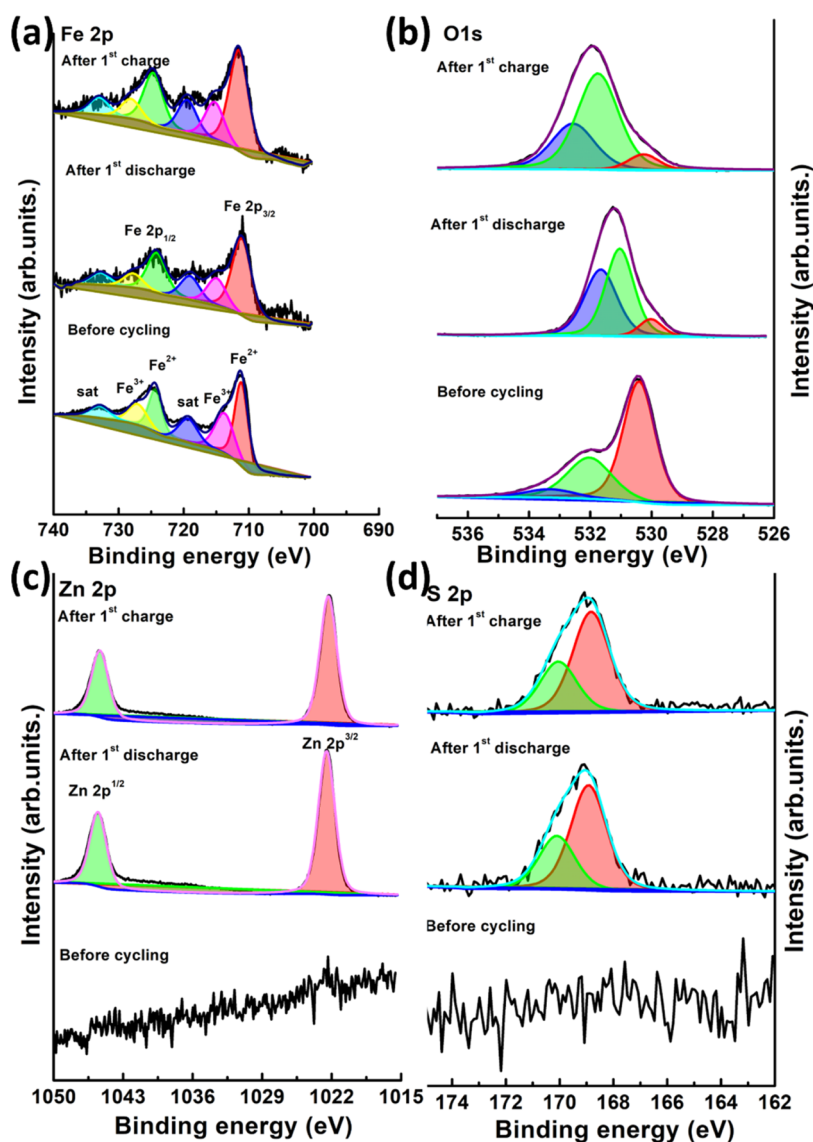 (a) Fe 2p
After 1st charge
After 1st discharge
Fe 2p1/2
Fe 2p3/2
Before cycling
sat
Fe3+
Fe2+
sat
Fe3+
Fe2+
Intensity (arb.units.)
740 730 720 710 700 690
Binding energy (eV)
(b) O1s
After 1st charge
After 1st discharge
Before cycling
Intensity (arb.units.)
536 534 532 530 528 526
Binding energy (eV)
(c) Zn 2p
After 1st charge
After 1st discharge
Zn 2p3/2
Zn 2p1/2
Before cycling
Intensity (arb.units.)
1050 1043 1036 1029 1022 1015
Binding energy (eV)
(d) S 2p
After 1st charge
After 1st discharge
Before cycling
Intensity (arb.units.)
174 172 170 168 166 164 162
Binding energy (eV)